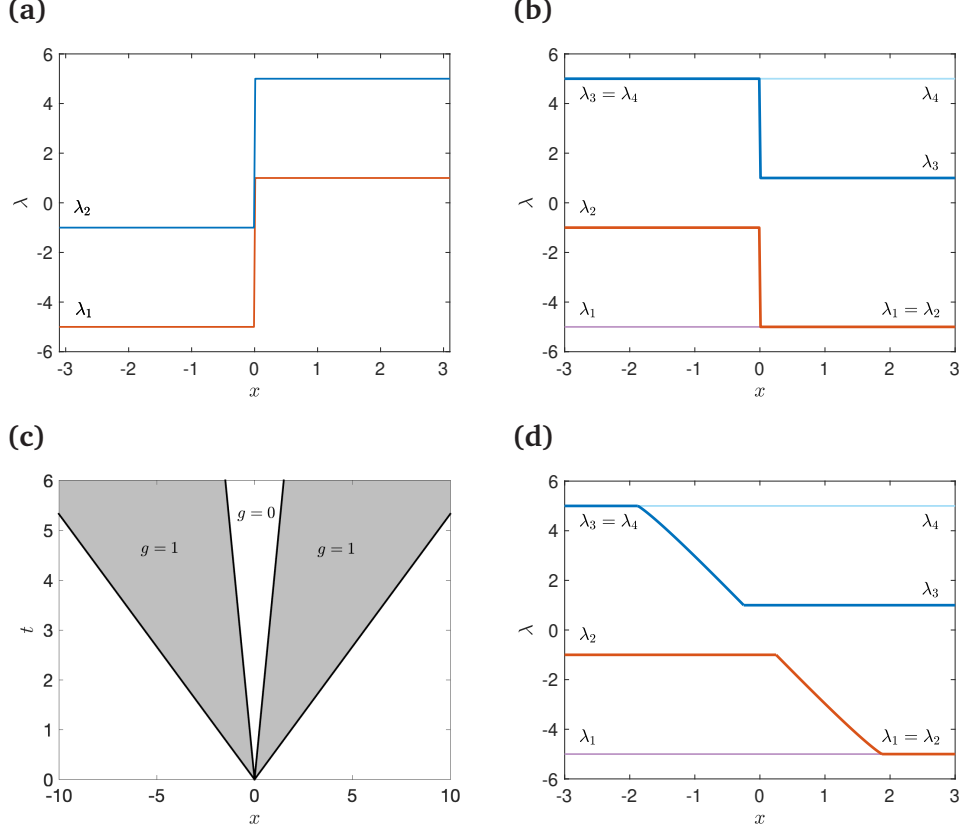 (a)
6
4
2
0
-2
-4
-6
λ
λ₂
λ₁
-3 -2 -1 0 1 2 3
x
(b)
6
4
2
0
-2
-4
-6
λ
λ₃ = λ₄
λ₄
λ₃
λ₂
λ₁
λ₁ = λ₂
-3 -2 -1 0 1 2 3
x
(c)
6
5
4
3
2
1
0
t
g = 0
g = 1
g = 1
-10 -5 0 5 10
x
(d)
6
4
2
0
-2
-4
-6
λ
λ₃ = λ₄
λ₄
λ₃
λ₂
λ₁
λ₁ = λ₂
-3 -2 -1 0 1 2 3
x